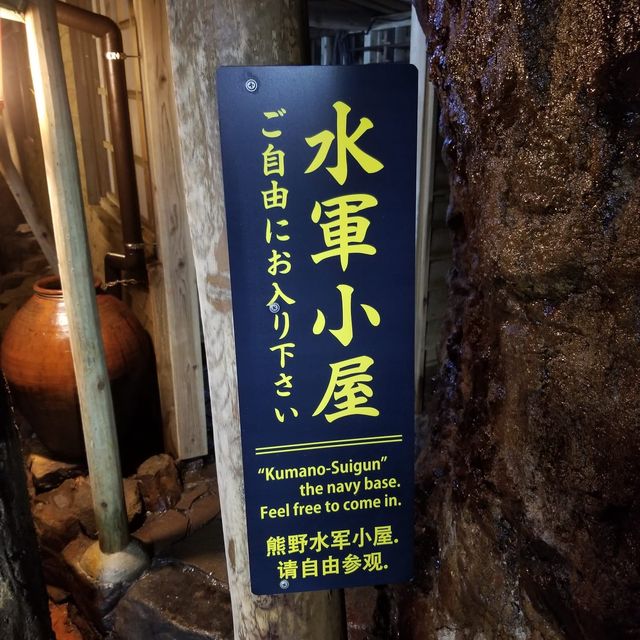 水軍小屋
ご自由にお入り下さい
“Kumano-Suigun”
the navy base.
Feel free to come in.
熊野水军小屋.
请自由参观.